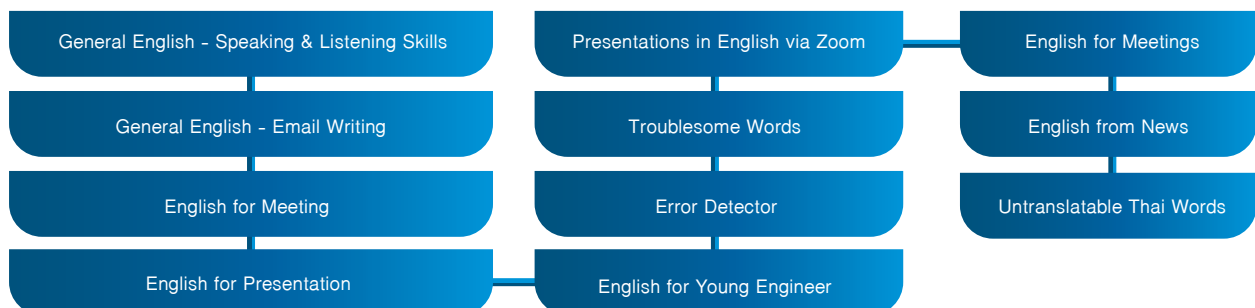 General English - Speaking & Listening Skills
General English - Email Writing
English for Meeting
English for Presentation
Presentations in English via Zoom
Troublesome Words
Error Detector
English for Young Engineer
English for Meetings
English from News
Untranslatable Thai Words